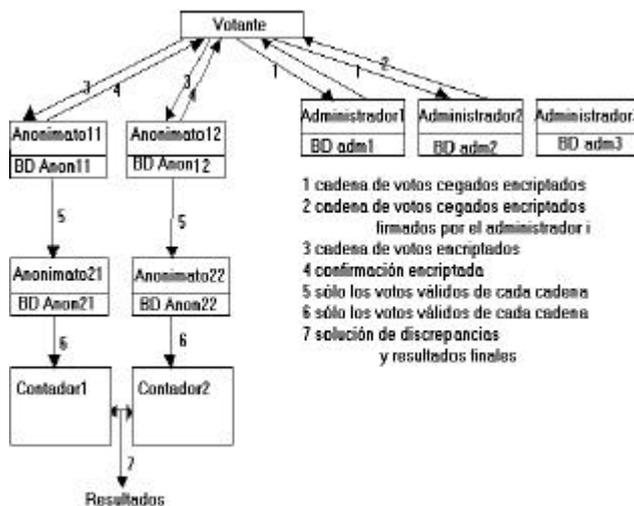 Votante
3
4
3
4
1
1
2
Anonimato11
BD Anon11
Anonimato12
BD Anon12
Administrador1
BD adm1
Administrador2
BD adm2
Administrador
BD adm3
5
5
Anonimato21
BD Anon21
Anonimato22
BD Anon22
6
6
Contador1
Contador2
7
Resultados
1 cadena de votos cegados encriptados
2 cadena de votos cegados encriptados
firmados por el administrador i
3 cadena de votos encriptados
4 confirmación encriptada
5 sólo los votos válidos de cada cadena
6 sólo los votos válidos de cada cadena
7 solución de discrepancias
y resultados finales